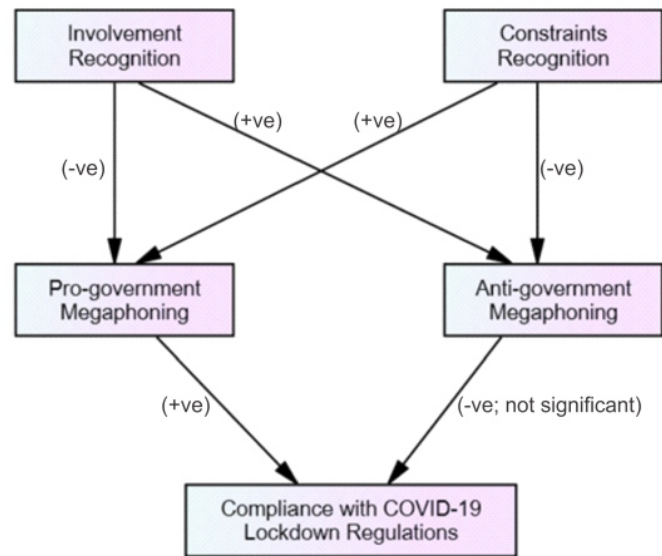 Involvement
Recognition
Constraints
Recognition
(+ve)
(+ve)
(-ve)
(-ve)
Pro-government
Megaphoning
Anti-government
Megaphoning
(+ve)
(-ve; not significant)
Compliance with COVID-19
Lockdown Regulations